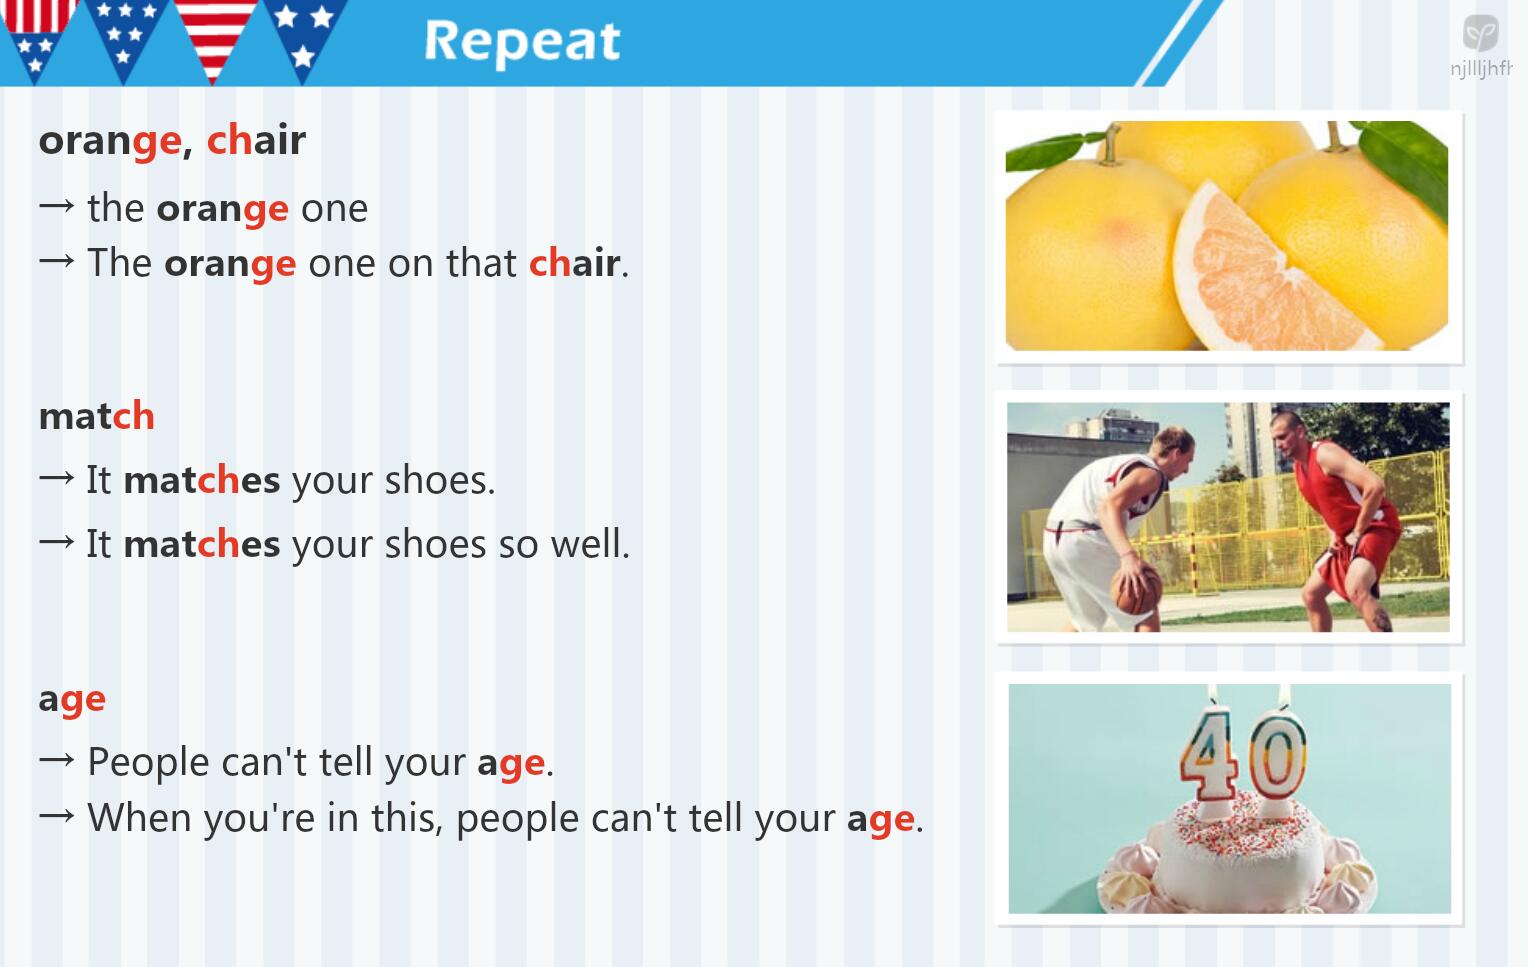 Repeat
orange, chair
→ the orange one
→ The orange one on that chair.
match
→ It matches your shoes.
→ It matches your shoes so well.
age
→ People can't tell your age.
→ When you're in this, people can't tell your age.
40